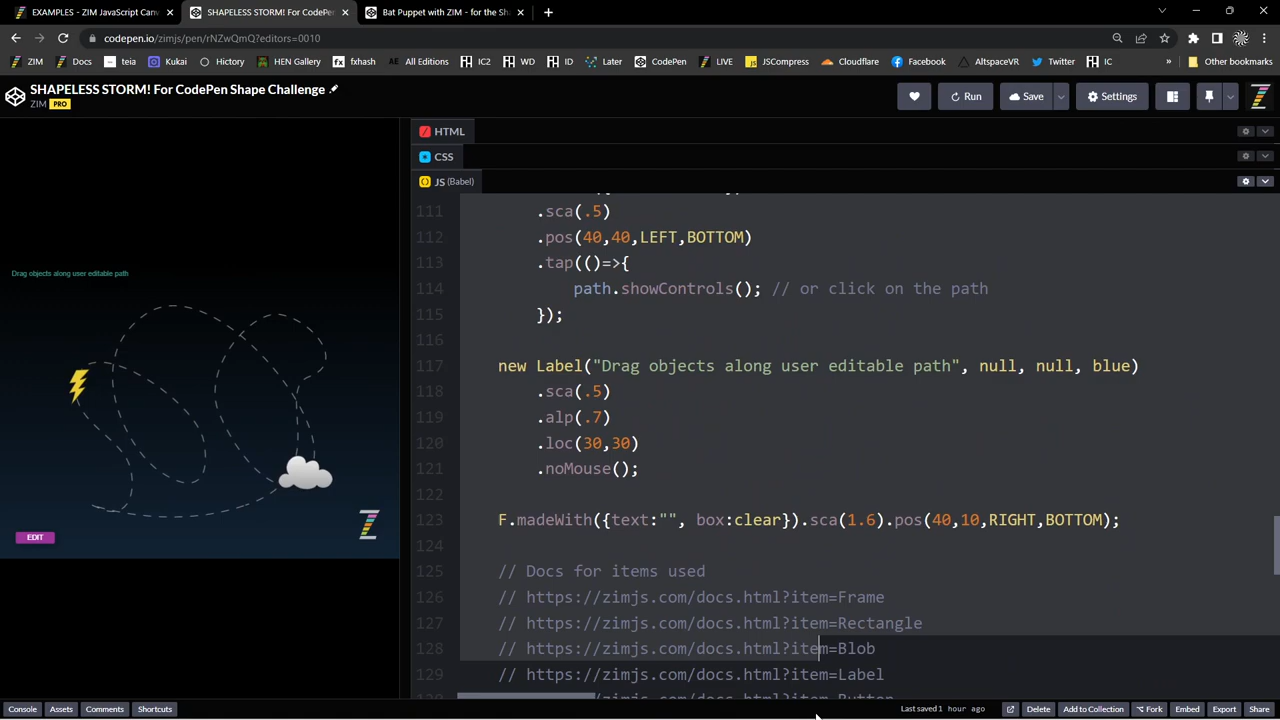 EXAMPLES - ZIM JavaScript Canv
SHAPELESS STORM! For CodePen
Bat Puppet with ZIM - for the Sh
codepen.io/zimjs/pen/rNZwQmQ?editors=0010
ZIM
Docs
teia
Kukai
Hictory
HEN Gallery
fxhash
All Editions
IC2
WD
ID
Later
CodePen
LIVE
JSCompress
Cloudflare
Facebook
AltspaceVR
Twitter
IC
»
Other bookmarks
SHAPELESS STORM! For CodePen Shape Challenge
ZIM PRO
Run
Save
Settings
HTML
CSS
JS (Babel)
111 .sca(.5)
112 .pos(40,40,LEFT,BOTTOM)
113 .tap(()=>{
114 path.showControls(); // or click on the path
115 });
116
117 new Label("Drag objects along user editable path", null, null, blue)
118 .sca(.5)
119 .alp(.7)
120 .loc(30,30)
121 .noMouse();
122
123 F.madeWith({text:"", box:clear}).sca(1.6).pos(40,10,RIGHT,BOTTOM);
124
125 // Docs for items used
126 // https://zimjs.com/docs.html?item=Frame
127 // https://zimjs.com/docs.html?item=Rectangle
128 // https://zimjs.com/docs.html?item=Blob
129 // https://zimjs.com/docs.html?item=Label
Drag objects along user editable path
EDIT
Console
Assets
Comments
Shortcuts
Last saved 1 hour ago
Delete
Add to Collection
Fork
Embed
Export
Share